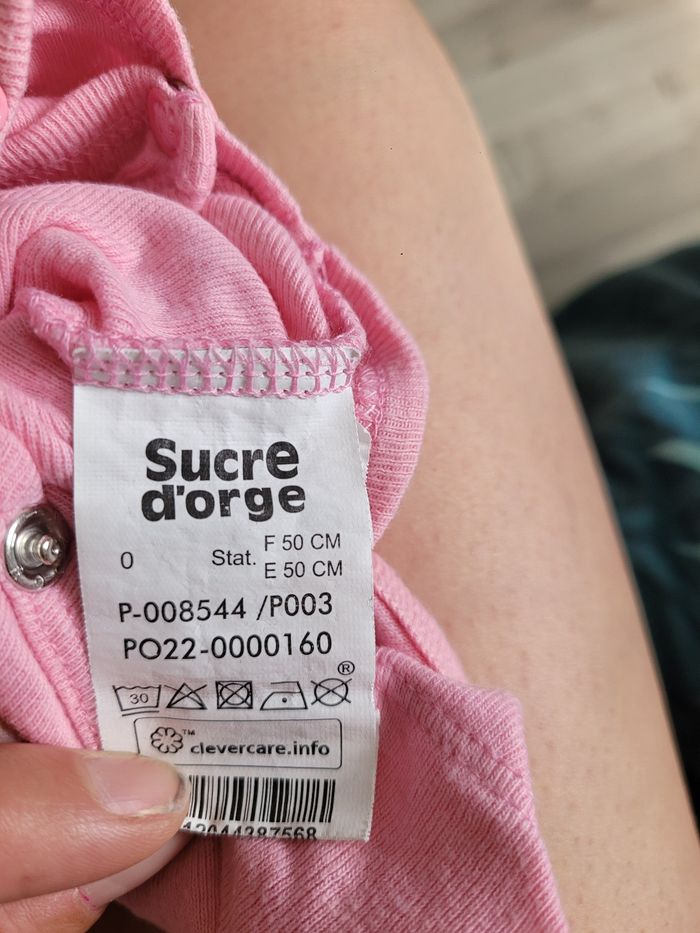 Sucre
d'orge
0 Stat. F 50 CM
E 50 CM
P-008544 /P003
PO22-0000160
®
30
™ clevercare.info